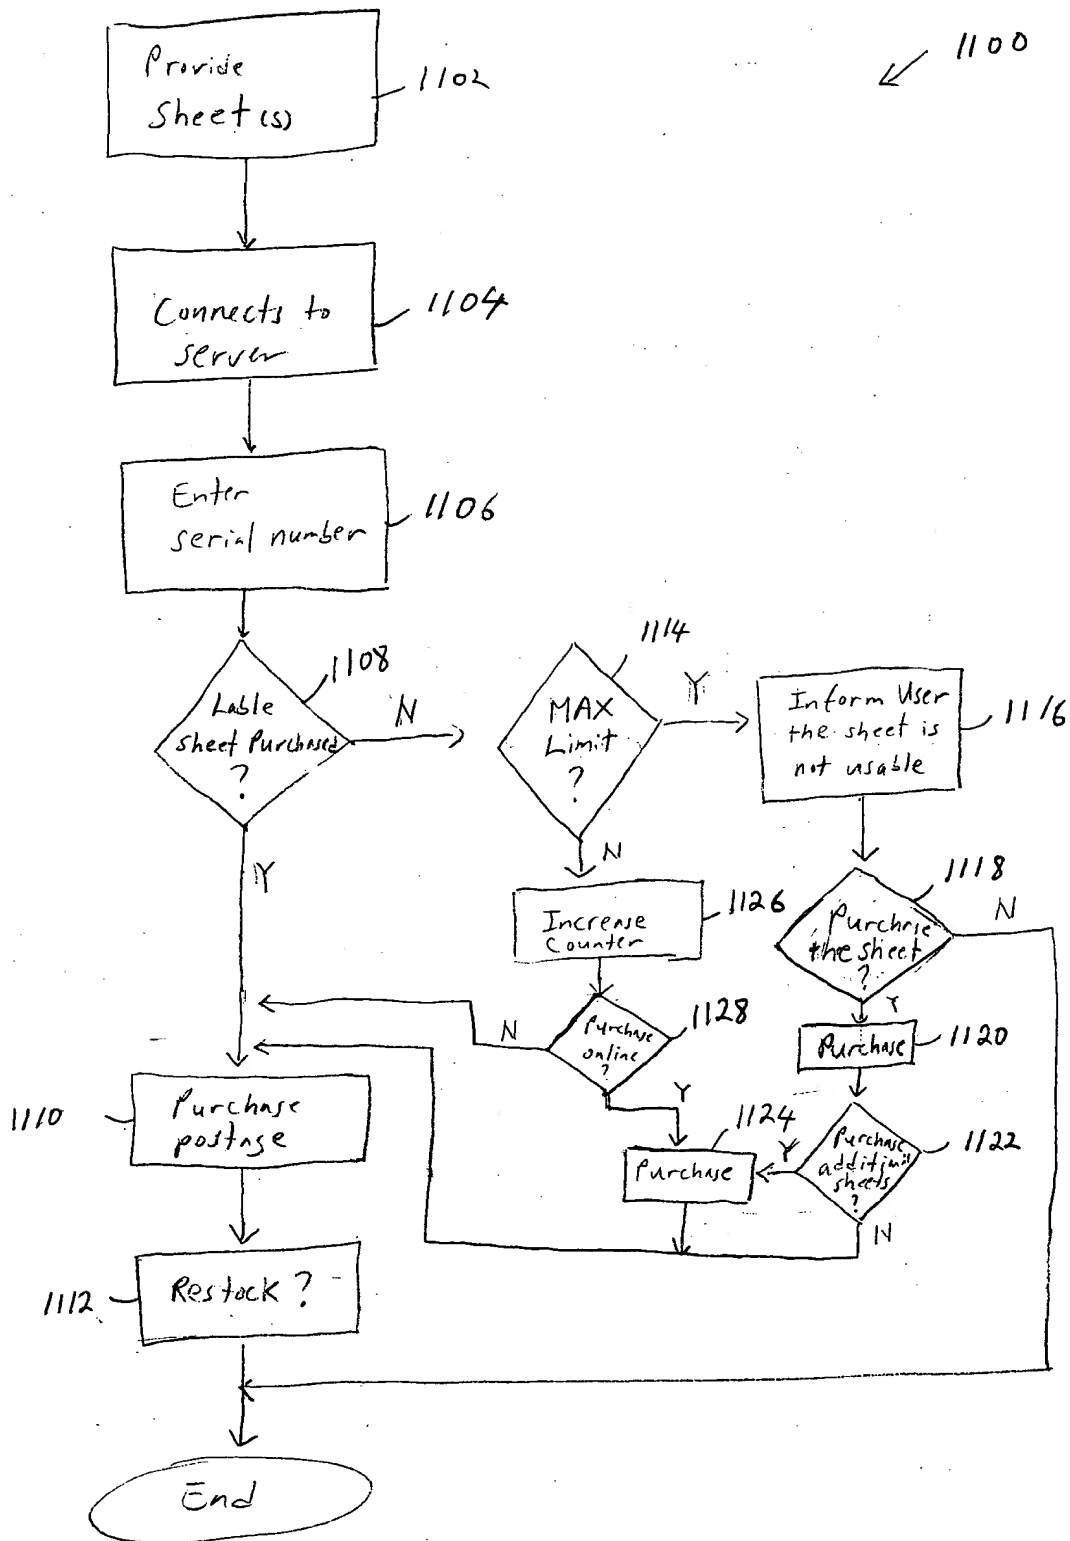 1100
Provide
Sheet(s)
1102
Connects to
server
1104
Enter
serial number
1106
Lable
sheet Purchased
?
1108
N
Y
MAX
Limit
?
1114
Y
N
Inform User
the sheet is
not usable
1116
Increase
Counter
1126
Purchase
the sheet
?
1118
N
Y
Purchase
online
?
1128
N
Y
Purchase
1120
Purchase
additional
sheets
?
1122
Y
N
Purchase
1124
Purchase
postage
1110
Restock ?
1112
End